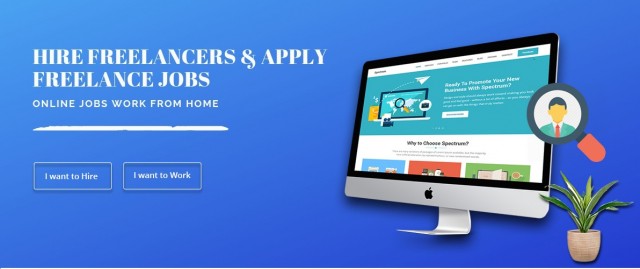 HIRE FREELANCERS & APPLY
FREELANCE JOBS
ONLINE JOBS WORK FROM HOME
I want to Hire
I want to Work
Ready To Promote Your New
Business With Spectrum?
Why to Choose Spectrum?